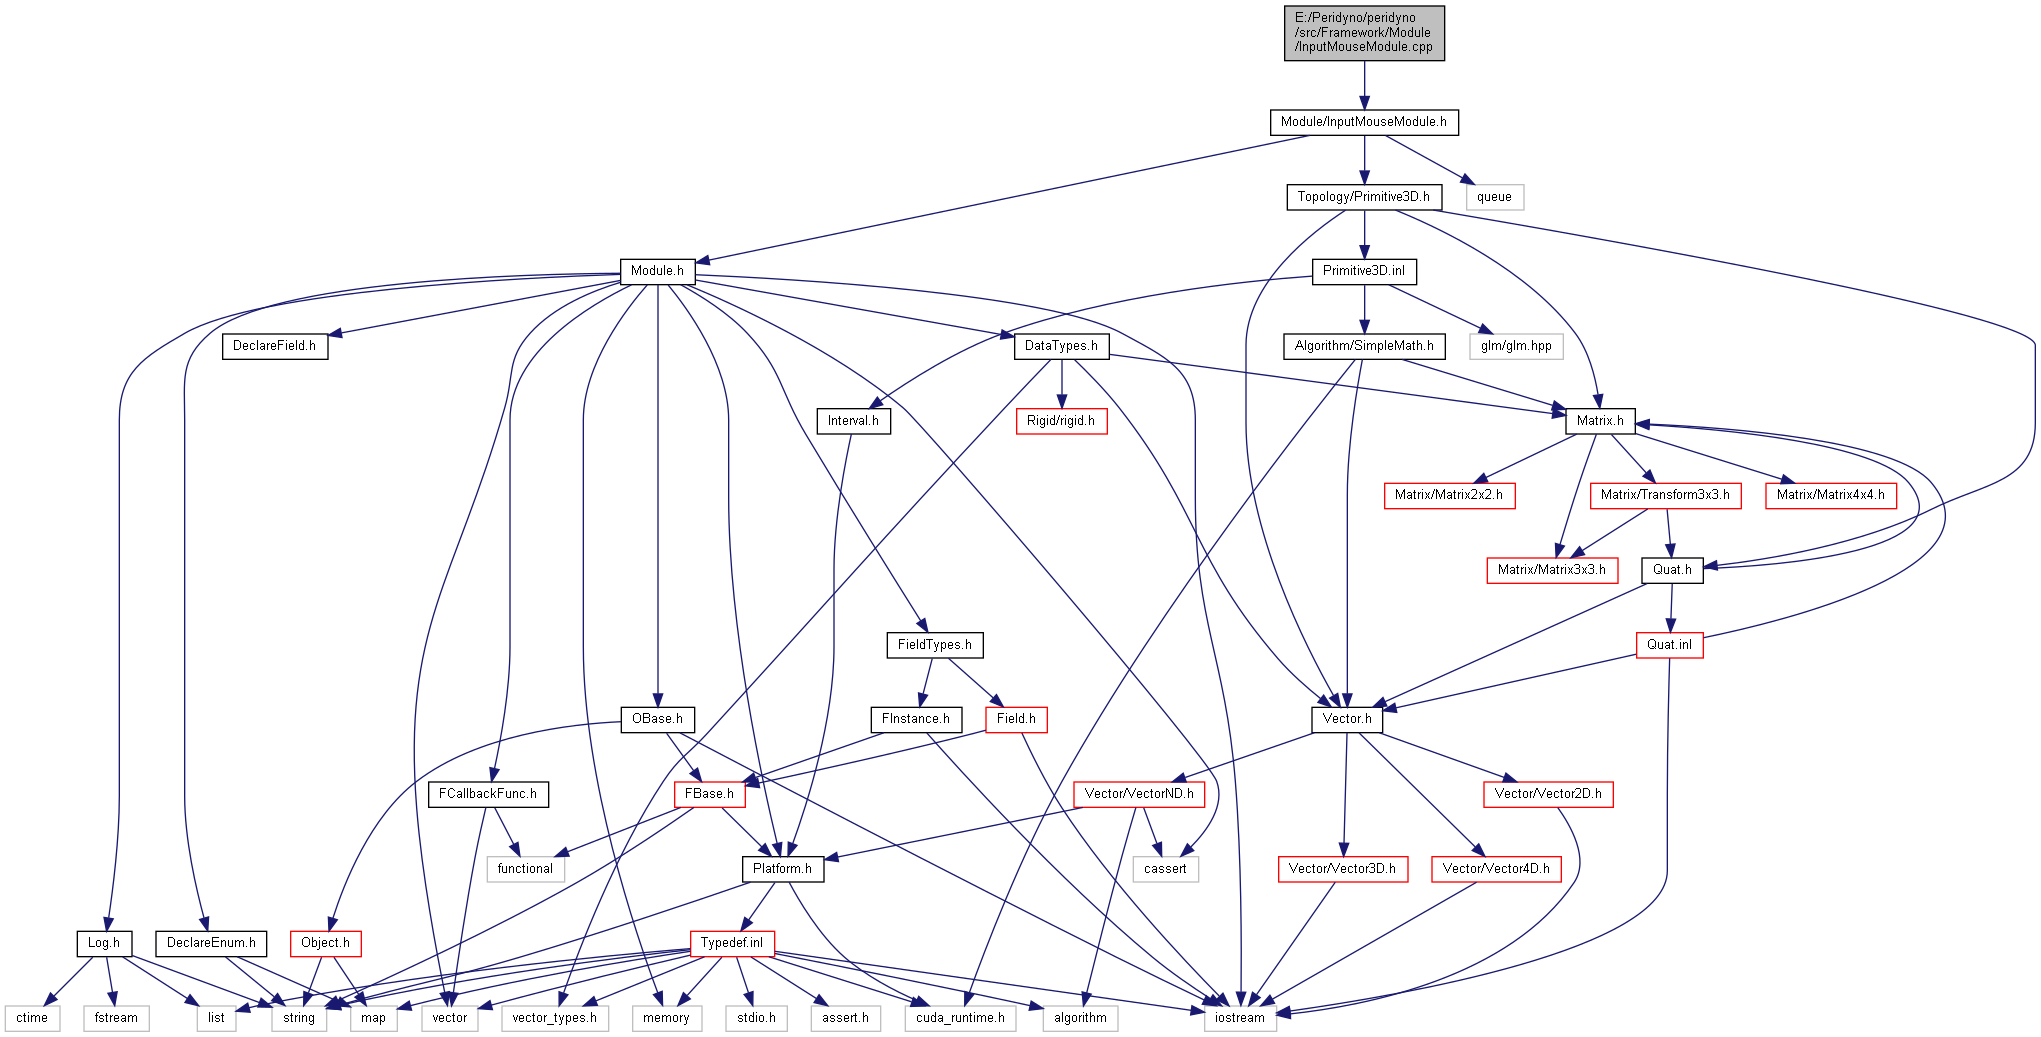 E:/Peridyno/peridyno
/src/Framework/Module
/InputMouseModule.cpp
Module/InputMouseModule.h
Topology/Primitive3D.h
queue
Module.h
Primitive3D.inl
DeclareField.h
DataTypes.h
Algorithm/SimpleMath.h
glm/glm.hpp
Interval.h
Rigid/rigid.h
Matrix.h
Matrix/Matrix2x2.h
Matrix/Transform3x3.h
Matrix/Matrix4x4.h
Matrix/Matrix3x3.h
Quat.h
FieldTypes.h
Quat.inl
OBase.h
FInstance.h
Field.h
Vector.h
FCallbackFunc.h
FBase.h
Vector/VectorND.h
Vector/Vector2D.h
functional
Platform.h
cassert
Vector/Vector3D.h
Vector/Vector4D.h
Log.h
DeclareEnum.h
Object.h
Typedef.inl
ctime
fstream
list
string
map
vector
vector_types.h
memory
stdio.h
assert.h
cuda_runtime.h
algorithm
iostream